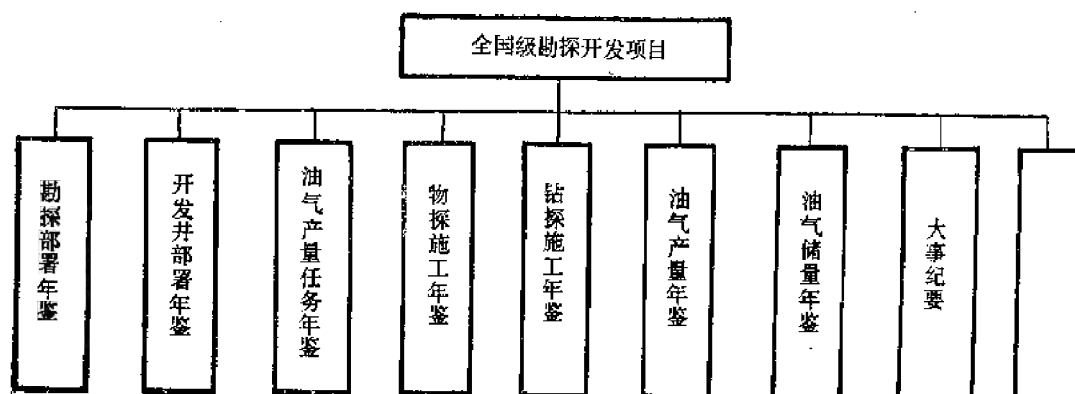 全国级勘探开发项目
勘探部署年鉴
开发井部署年鉴
油气产量任务年鉴
物探施工年鉴
钻探施工年鉴
油气产量年鉴
油气储量年鉴
大事纪要